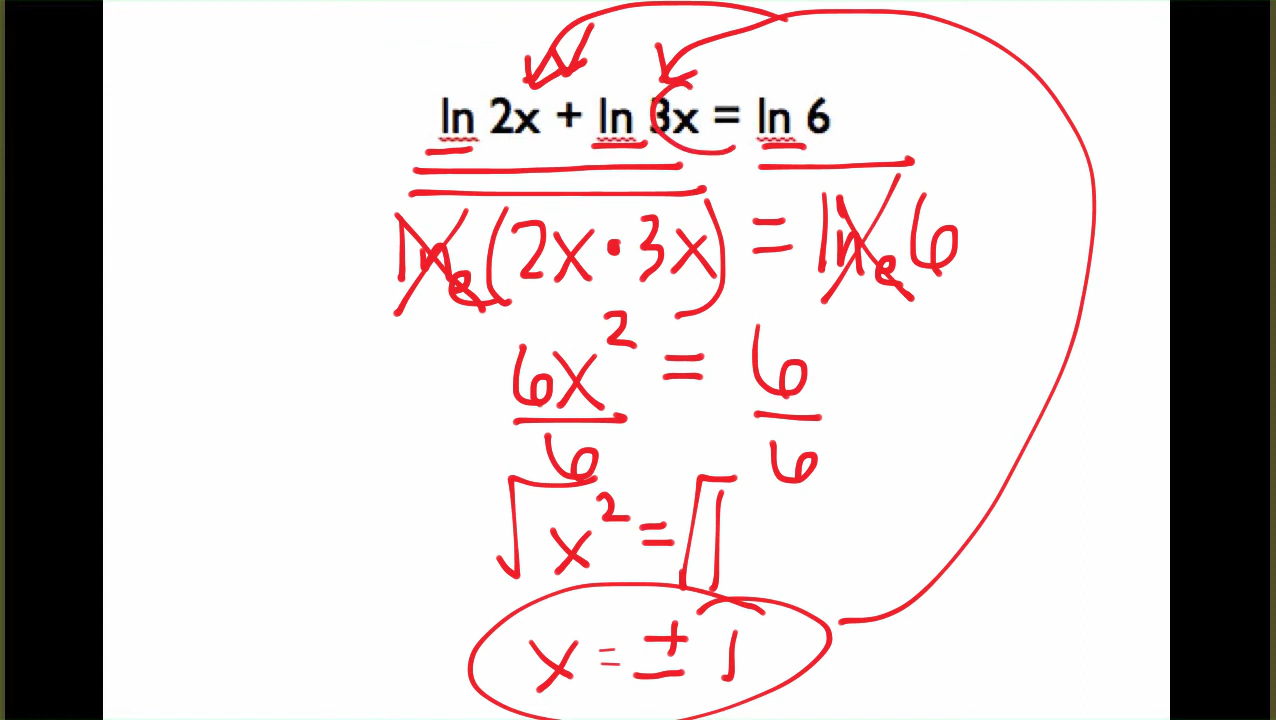 ln 2x + ln 3x = ln 6
lnₑ(2x · 3x) = lnₑ 6
6x² = 6
6 6
√x² = √1
x = ± 1